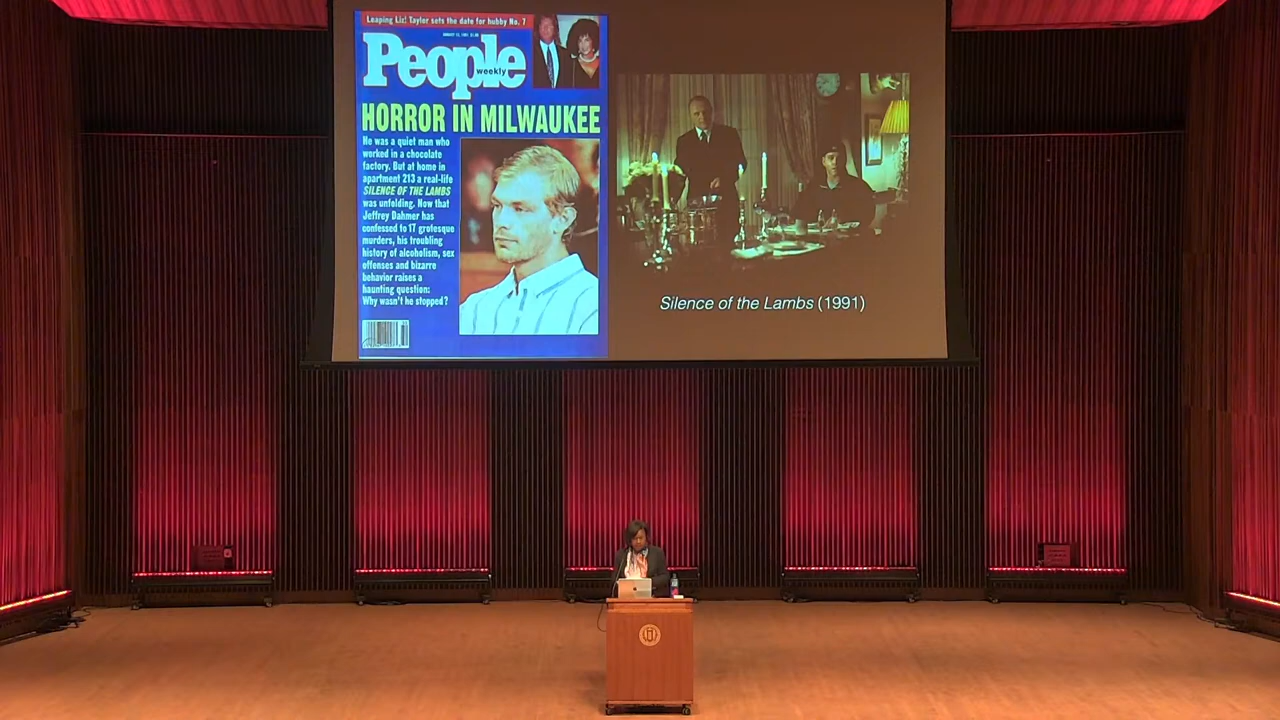 Leaping Liz! Taylor sets the date for hubby No. 7
People
weekly
HORROR IN MILWAUKEE
He was a quiet man who
worked in a chocolate
factory. But at home in
apartment 213 a real-life
SILENCE OF THE LAMBS
was unfolding. Now that
Jeffrey Dahmer has
confessed to 17 grotesque
murders, his troubling
history of alcoholism, sex
offenses and bizarre
behavior raises a
haunting question:
Why wasn't he stopped?
Silence of the Lambs (1991)